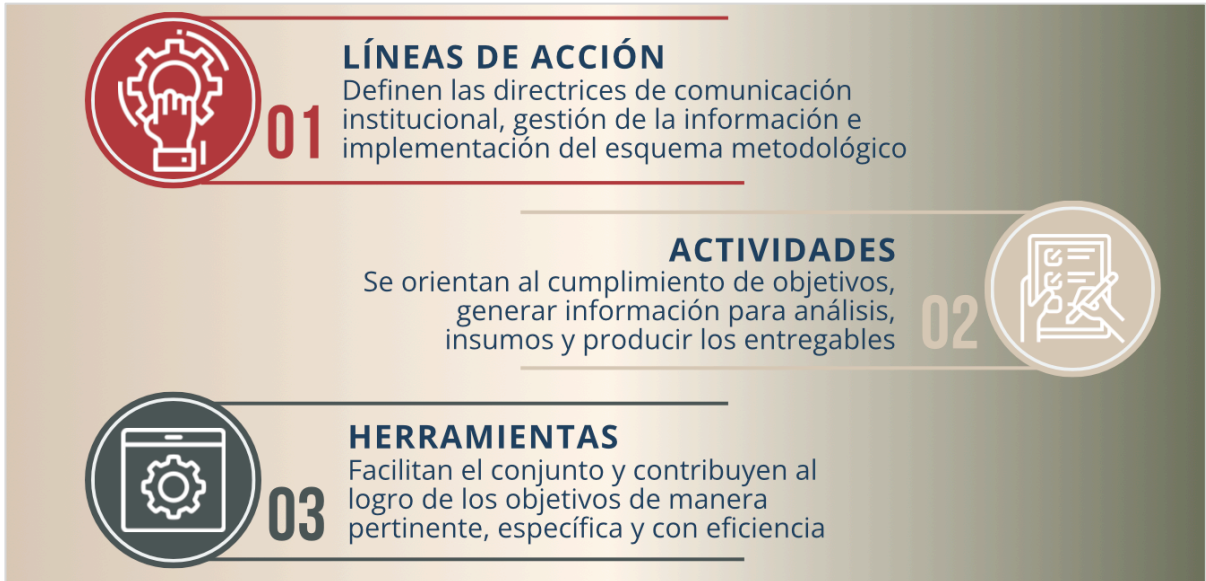 LÍNEAS DE ACCIÓN
Definen las directrices de comunicación
institucional, gestión de la información e
01 implementación del esquema metodológico
ACTIVIDADES
Se orientan al cumplimiento de objetivos,
generar información para análisis,
insumos y producir los entregables
02
HERRAMIENTAS
Facilitan el conjunto y contribuyen al
03 logro de los objetivos de manera
pertinente, específica y con eficiencia